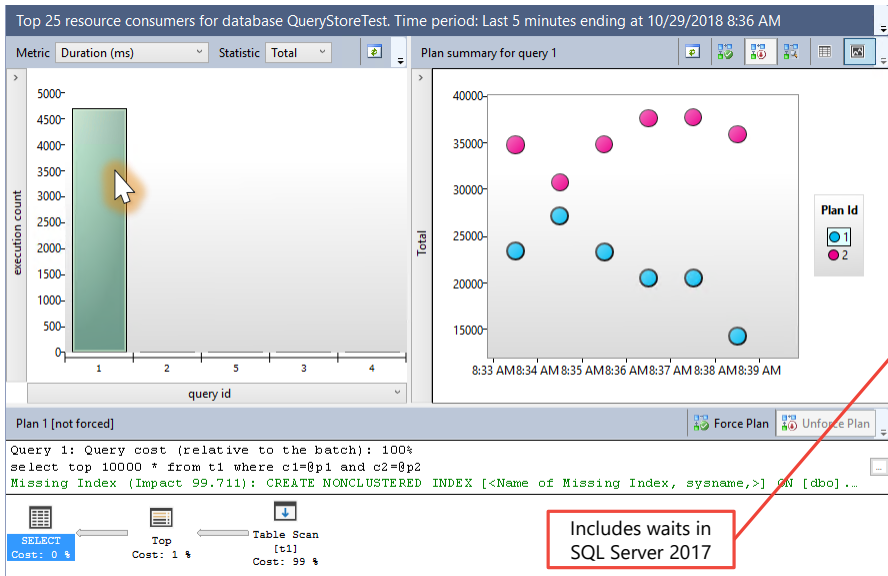 Top 25 resource consumers for database QueryStoreTest. Time period: Last 5 minutes ending at 10/29/2018 8:36 AM
Metric Duration (ms) Statistic Total
Plan summary for query 1
5000
4500
4000
3500
3000
2500
2000
1500
1000
500
0
execution count
1 2 5 3 4
query id
40000
35000
30000
25000
20000
15000
Total
8:33 AM 8:34 AM 8:35 AM 8:36 AM 8:37 AM 8:38 AM 8:39 AM
Plan Id
1
2
Plan 1 [not forced]
Force Plan Unforce Plan
Query 1: Query cost (relative to the batch): 100%
select top 10000 * from t1 where c1=@p1 and c2=@p2
Missing Index (Impact 99.711): CREATE NONCLUSTERED INDEX [<Name of Missing Index, sysname,>] ON [dbo]....
SELECT
Cost: 0 %
Top
Cost: 1 %
Table Scan
[t1]
Cost: 99 %
Includes waits in
SQL Server 2017